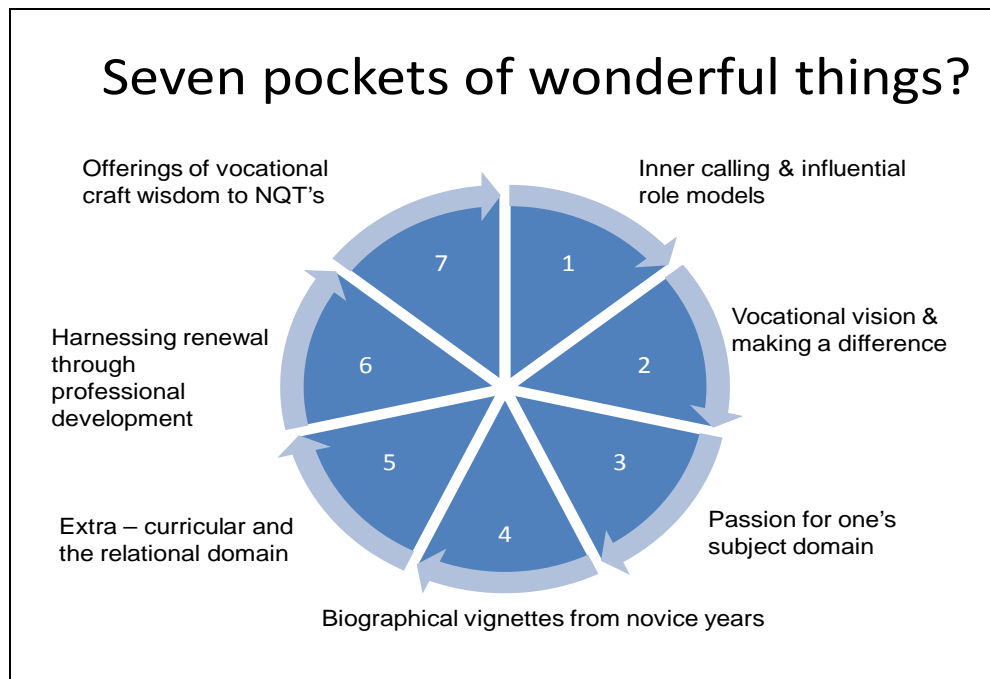 Seven pockets of wonderful things?
Inner calling & influential
role models
1
Vocational vision &
making a difference
2
Passion for one’s
subject domain
3
Biographical vignettes from novice years
4
Extra – curricular and
the relational domain
5
Harnessing renewal
through
professional
development
6
Offerings of vocational
craft wisdom to NQT’s
7